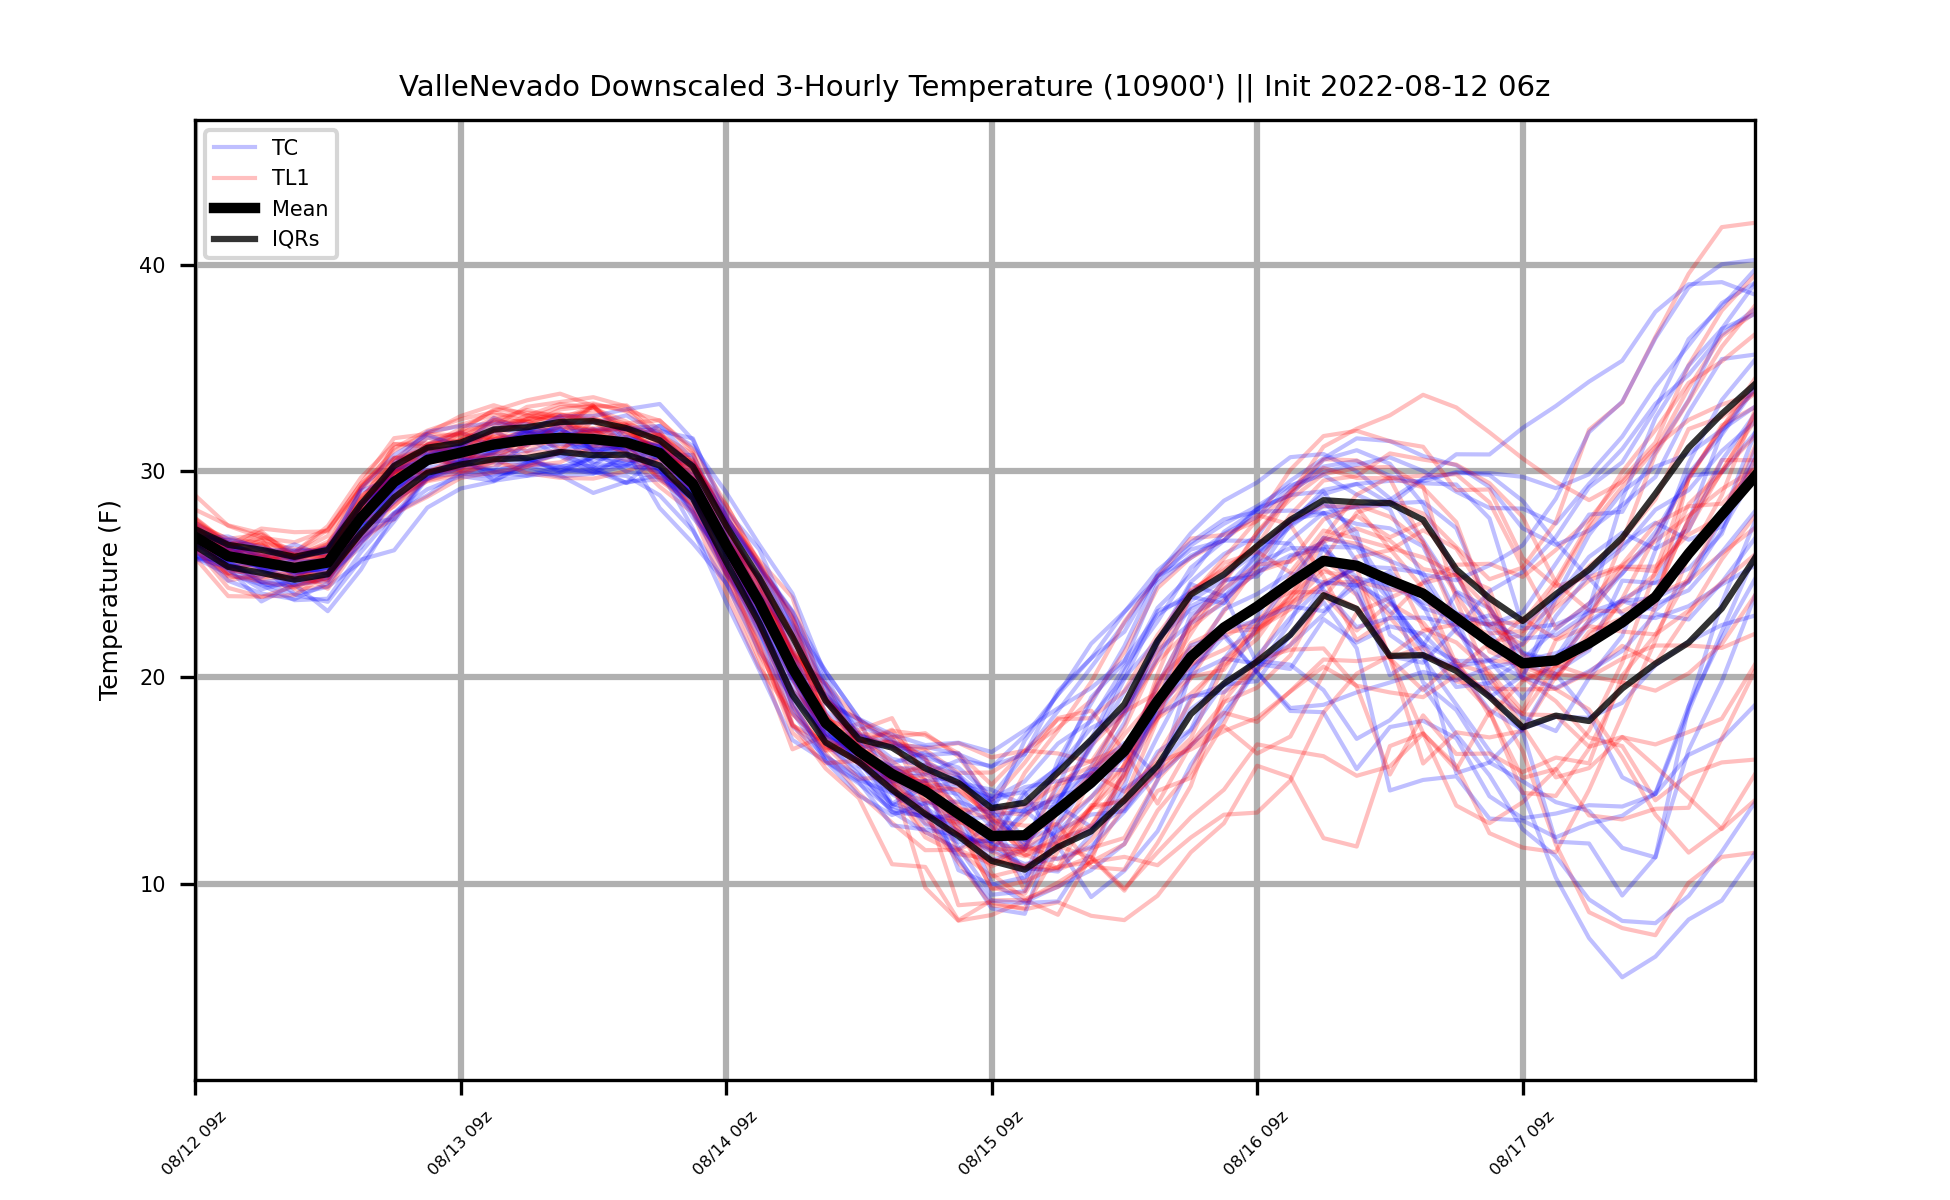 ValleNevado Downscaled 3-Hourly Temperature (10900') || Init 2022-08-12 06z
TC
TL1
Mean
IQRs
Temperature (F)
40
30
20
10
08/12 09z
08/13 09z
08/14 09z
08/15 09z
08/16 09z
08/17 09z